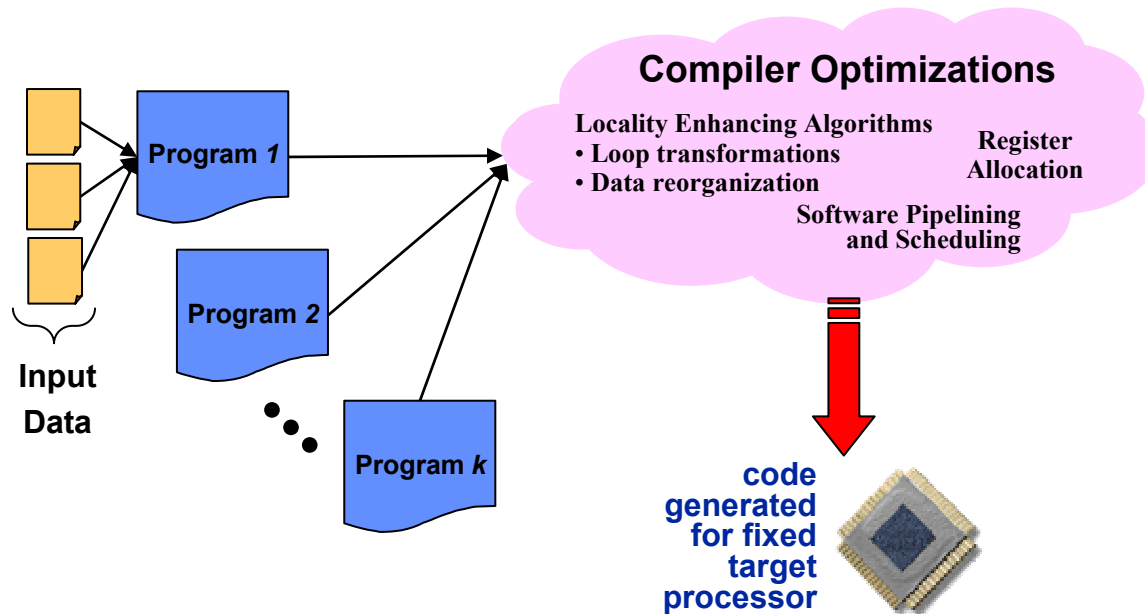 Compiler Optimizations
Locality Enhancing Algorithms
• Loop transformations
• Data reorganization
Register
Allocation
Software Pipelining
and Scheduling
Program 1
Program 2
Program k
Input
Data
code
generated
for fixed
target
processor